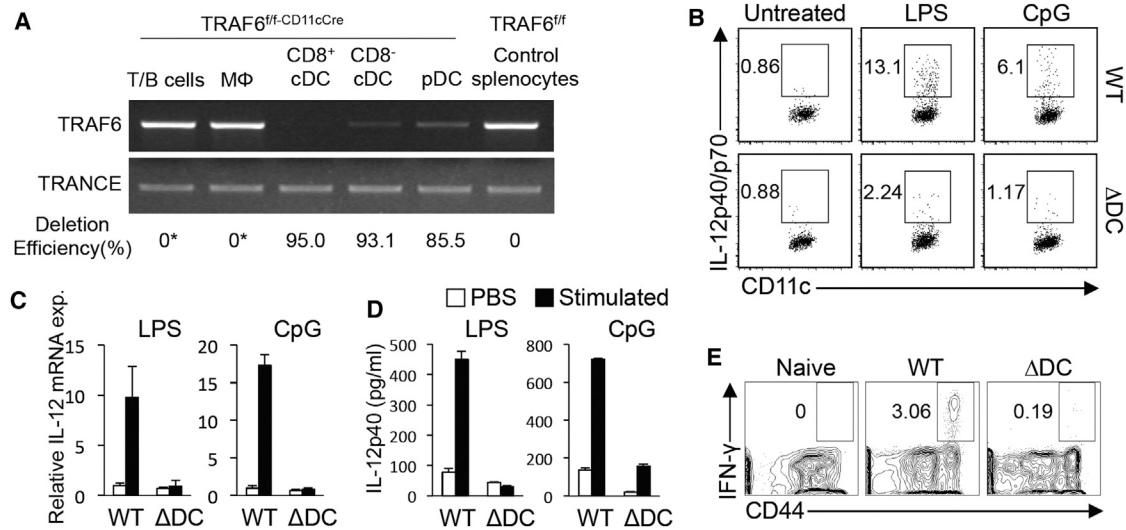 A
TRAF6f/f-CD11cCre
TRAF6f/f
T/B cells
MΦ
CD8+
cDC
CD8-
cDC
pDC
Control
splenocytes
TRAF6
TRANCE
Deletion
Efficiency(%)
0*
0*
95.0
93.1
85.5
0
B
Untreated
LPS
CpG
0.86
13.1
6.1
WT
0.88
2.24
1.17
ΔDC
IL-12p40/p70
CD11c
C
Relative IL-12 mRNA exp.
LPS
15
10
5
0
WT ΔDC
CpG
20
15
10
5
0
WT ΔDC
D
PBS
Stimulated
IL-12p40 (pg/ml)
LPS
500
400
300
200
100
0
WT ΔDC
CpG
800
600
400
200
0
WT ΔDC
E
Naive
WT
ΔDC
0
3.06
0.19
IFN-γ
CD44